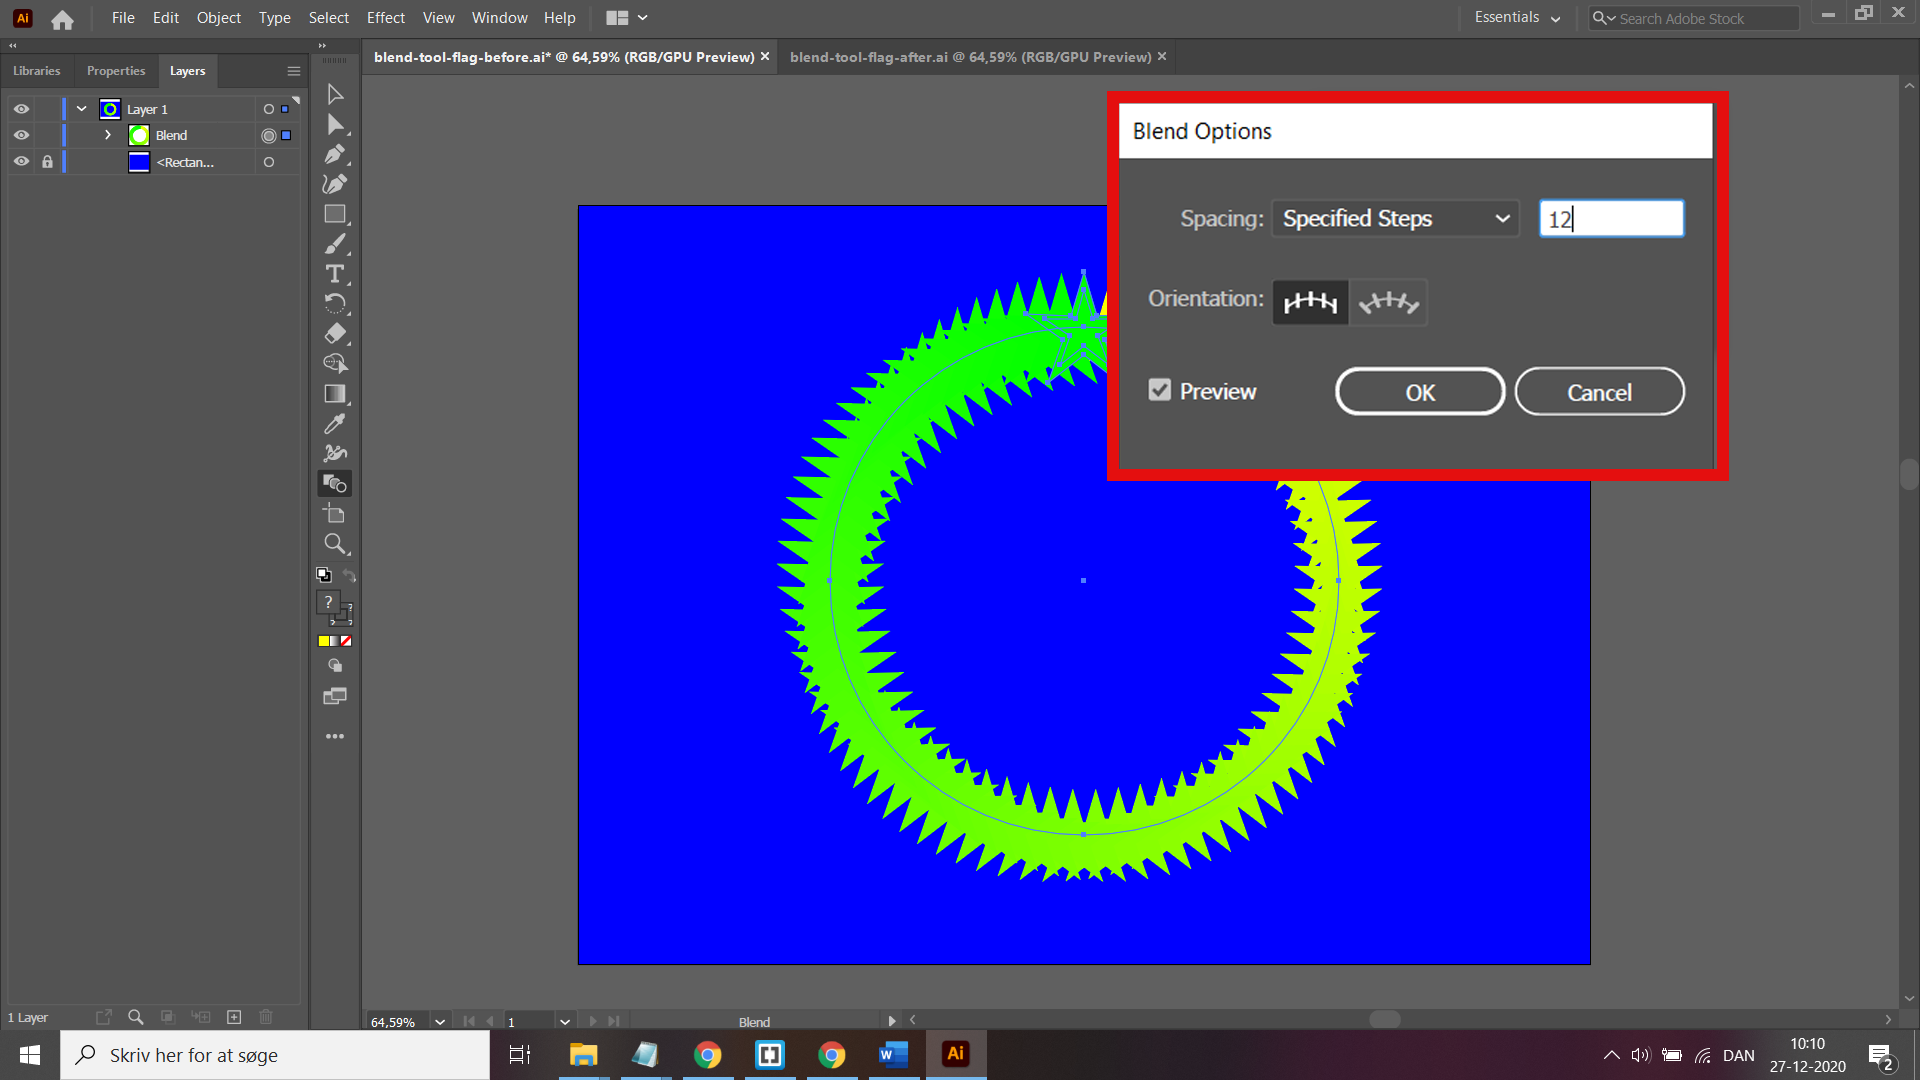 Ai File Edit Object Type Select Effect View Window Help Essentials Search Adobe Stock
blend-tool-flag-before.ai* @ 64,59% (RGB/GPU Preview) blend-tool-flag-after.ai @ 64,59% (RGB/GPU Preview)
Libraries Properties Layers
Layer 1
Blend
<Rectan...
Blend Options
Spacing: Specified Steps 12
Orientation:
Preview OK Cancel
1 Layer 64,59% 1 Blend
Skriv her for at søge Ai DAN 10:10
27-12-2020 2